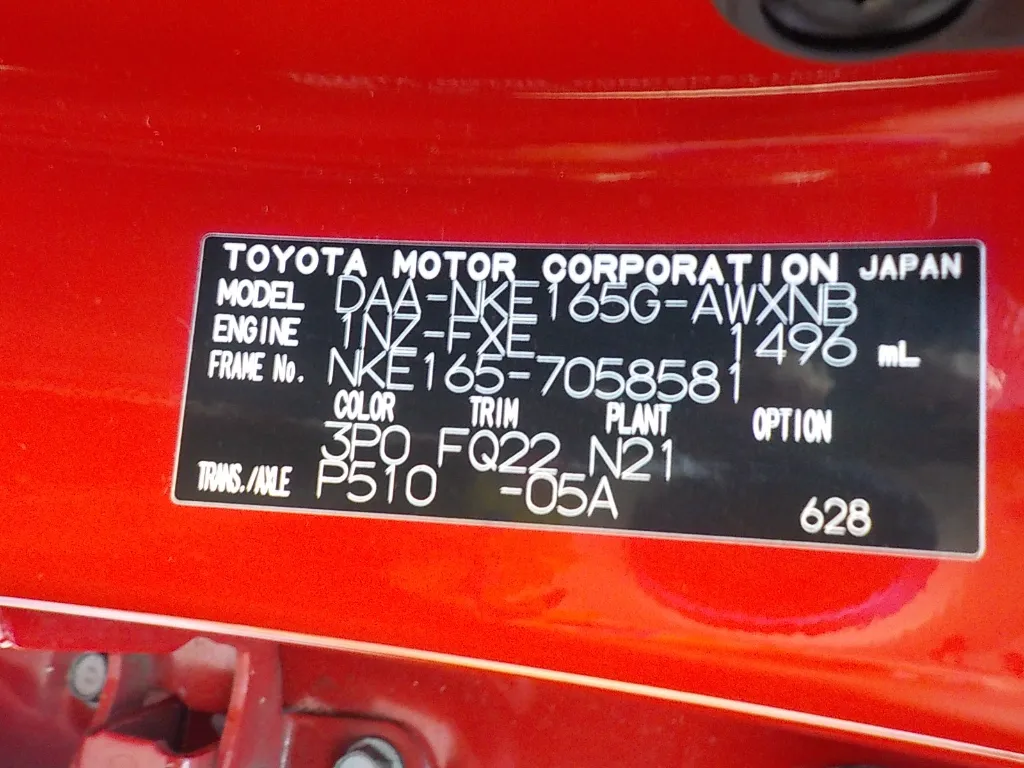 TOYOTA MOTOR CORPORATION JAPAN
MODEL DAA-NKE165G-AWXNB
ENGINE 1NZ-FXE 1496 mL
FRAME No. NKE165-7058581
COLOR TRIM PLANT OPTION
3P0 FQ22 N21
TRANS./AXLE P510 -05A
628